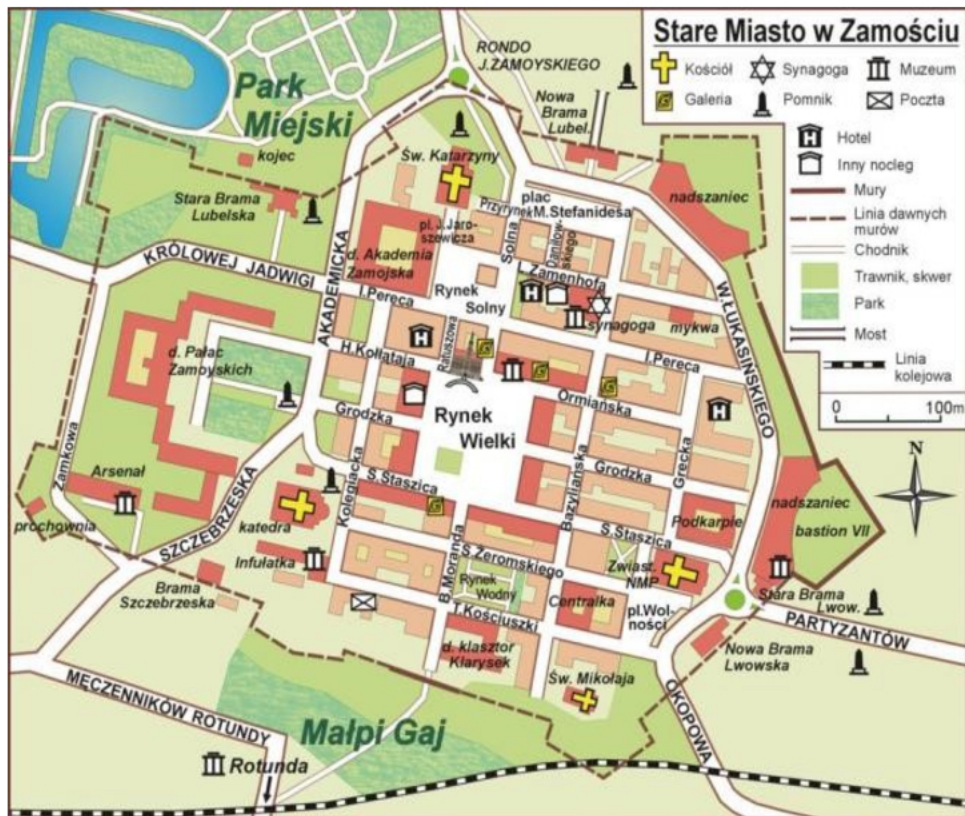 Stare Miasto w Zamościu
Kościół
Synagoga
Muzeum
Galeria
Pomnik
Poczta
Hotel
Inny nocleg
Mury
Linia dawnych
murów
Chodnik
Trawnik, skwer
Park
Most
Linia
kolejowa
0 100m
N
RONDO
J.ZAMOYSKIEGO
Park
Miejski
Nowa
Brama
Lubel.
kojec
Św. Katarzyny
nadszaniec
Stara Brama
Lubelska
plac
M.Stefanidesa
Przyrynek
pl. J.Jaro-
szewicza
Solna
Daniłow-
skiego
d. Akademia
Zamojska
KRÓLOWEJ JADWIGI
AKADEMICKA
L.Zamenhofa
W.ŁUKASIŃSKIEGO
I.Pereca
Rynek
Solny
synagoga
mykwa
d. Pałac
Zamoyskich
H.Kołłątaja
Ratuszowa
I.Pereca
Ormiańska
Grodzka
Rynek
Wielki
Grecka
Zamkowa
Arsenał
S.Staszica
Kolegiacka
Grodzka
Bazyliańska
nadszaniec
bastion VII
prochownia
SZCZEBRZESKA
katedra
S.Staszica
Podkarpie
Infułatka
B.Moranda
S.Żeromskiego
Zwiast.
NMP
Brama
Szczebrzeska
Rynek
Wodny
Centralka
pl.Wol-
ności
Stara Brama
Lwow.
T.Kościuszki
PARTYZANTÓW
d. klasztor
Klarysek
Nowa Brama
Lwowska
Św. Mikołaja
MĘCZENNIKÓW ROTUNDY
OKOPOWA
Małpi Gaj
Rotunda